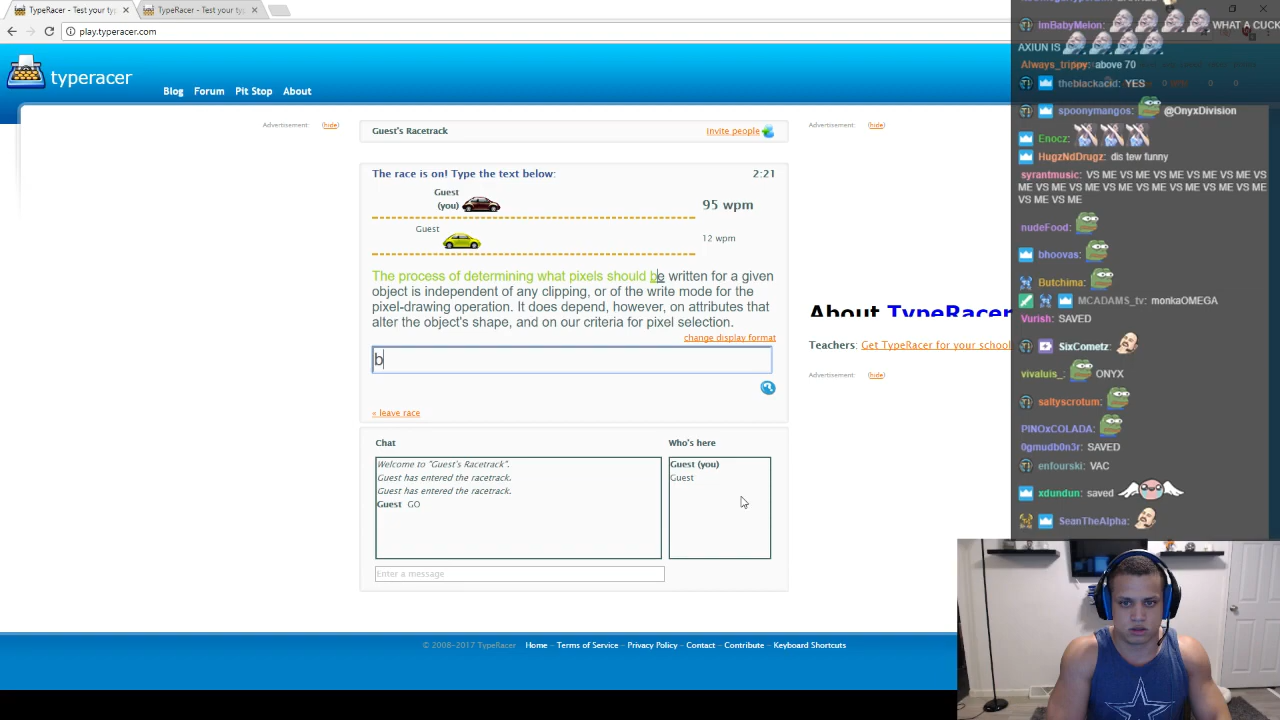 TypeRacer - Test your ty
TypeRacer - Test your ty
play.typeracer.com
typeracer
Blog Forum Pit Stop About
Advertisement: (hide)
Guest's Racetrack
Invite people
Advertisement: (hide)
The race is on! Type the text below:
2:21
Guest
(you)
95 wpm
Guest
12 wpm
The process of determining what pixels should be written for a given
object is independent of any clipping, or of the write mode for the
pixel-drawing operation. It does depend, however, on attributes that
alter the object's shape, and on our criteria for pixel selection.
change display format
b
« leave race
About TypeRacer
Teachers: Get TypeRacer for your school
Advertisement: (hide)
Chat
Who's here
Welcome to "Guest's Racetrack".
Guest has entered the racetrack.
Guest has entered the racetrack.
Guest GO
Guest (you)
Guest
Enter a message
© 2008-2017 TypeRacer Home - Terms of Service - Privacy Policy - Contact - Contribute - Keyboard Shortcuts
imBabyMelon: WHAT A CUCK
AXIUN IS
Always_trippy: above 70
theblackacid: YES
spoonymangos: @OnyxDivision
Enocz:
HugzNdDrugz: dis tew funny
syrantmusic: VS ME VS ME VS ME VS ME VS ME VS
ME VS ME VS ME VS ME VS ME VS ME VS ME
VS ME VS ME
nudeFood:
bhoovas:
Butchima:
MCADAMS_tv: monkaOMEGA
Vurish: SAVED
SixCometz:
vivaluis_: ONYX
saltyscrotum:
PINOxCOLADA:
0gmudb0n3r: SAVED
enfourski: VAC
xdundun: saved
SeanTheAlpha: